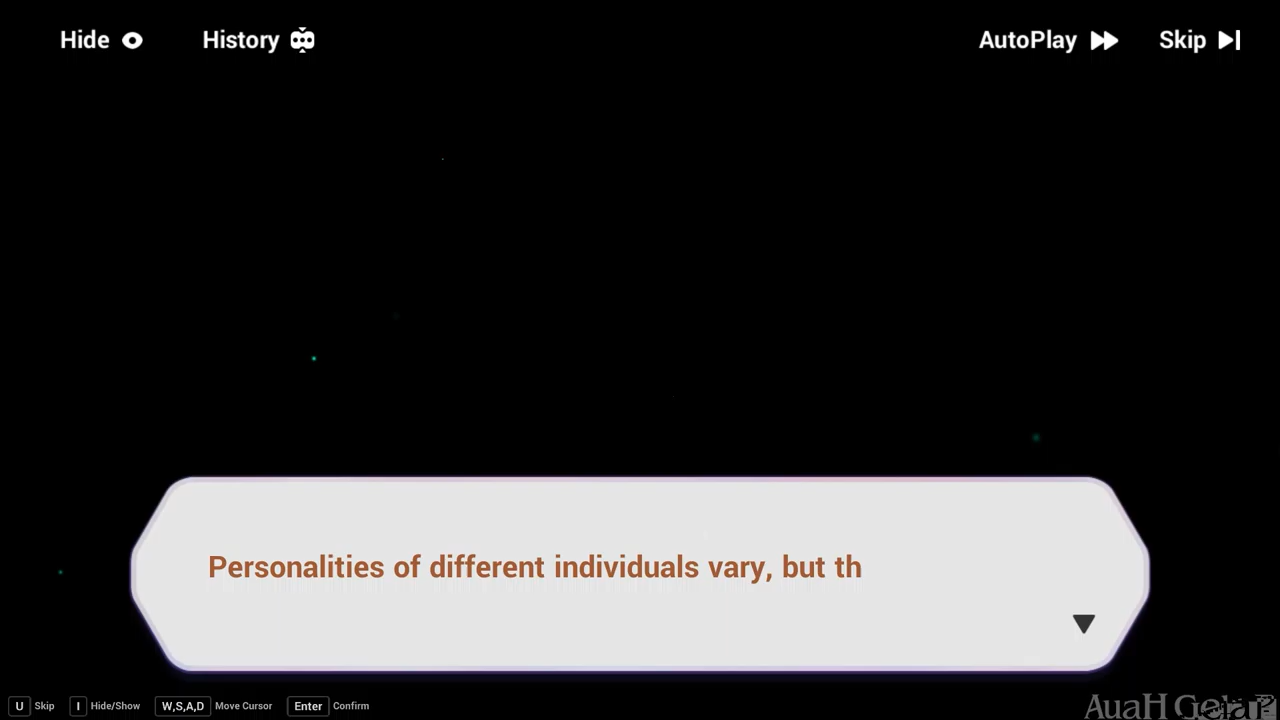 Hide
History
AutoPlay
Skip
Personalities of different individuals vary, but th
U Skip
I Hide/Show
W,S,A,D Move Cursor
Enter Confirm